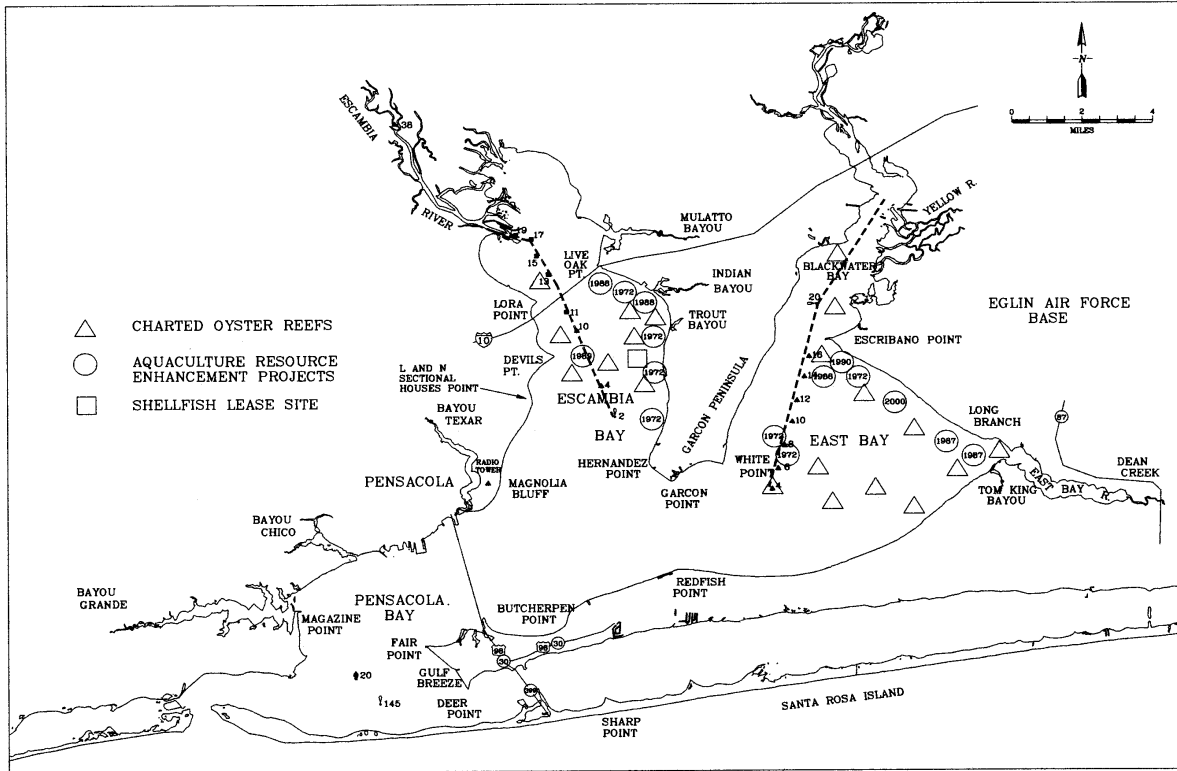 -N-
0 2 4
MILES
ESCAMBIA
RIVER
38
19
17
15
13
11
10
4
2
LIVE
OAK
PT.
MULATTO
BAYOU
INDIAN
BAYOU
TROUT
BAYOU
YELLOW R.
BLACKWATER
BAY
20
EGLIN AIR FORCE
BASE
ESCRIBANO POINT
LORA
POINT
10
DEVILS
PT.
L AND N
SECTIONAL
HOUSES POINT
CHARTED OYSTER REEFS
AQUACULTURE RESOURCE
ENHANCEMENT PROJECTS
SHELLFISH LEASE SITE
1988
1972
1988
1972
1989
1972
1972
ESCAMBIA
BAY
GARCON PENINSULA
16
14
12
10
8
6
4
1990
1988
1972
2000
1987
1987
1972
1972
EAST BAY
LONG
BRANCH
87
DEAN
CREEK
EAST
BAY R.
TOM KING
BAYOU
WHITE
POINT
HERNANDEZ
POINT
GARCON
POINT
BAYOU
TEXAR
RADIO
TOWER
MAGNOLIA
BLUFF
PENSACOLA
BAYOU
CHICO
BAYOU
GRANDE
MAGAZINE
POINT
PENSACOLA
BAY
BUTCHERPEN
POINT
REDFISH
POINT
FAIR
POINT
98
30
98
30
GULF
BREEZE
399
DEER
POINT
SHARP
POINT
SANTA ROSA ISLAND
20
145